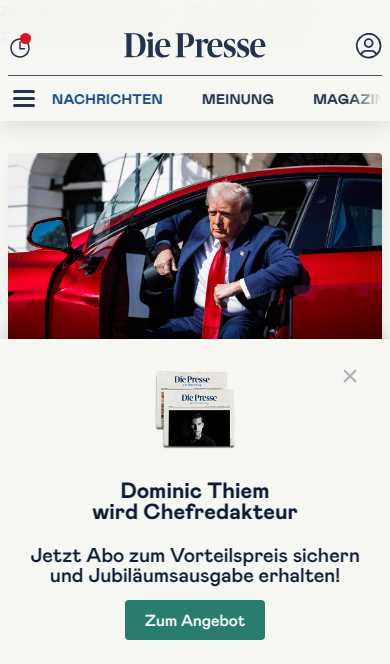 Die Presse
NACHRICHTEN MEINUNG MAGAZIN
Die Presse
Die Presse
Dominic Thiem
wird Chefredakteur
Jetzt Abo zum Vorteilspreis sichern
und Jubiläumsausgabe erhalten!
Zum Angebot